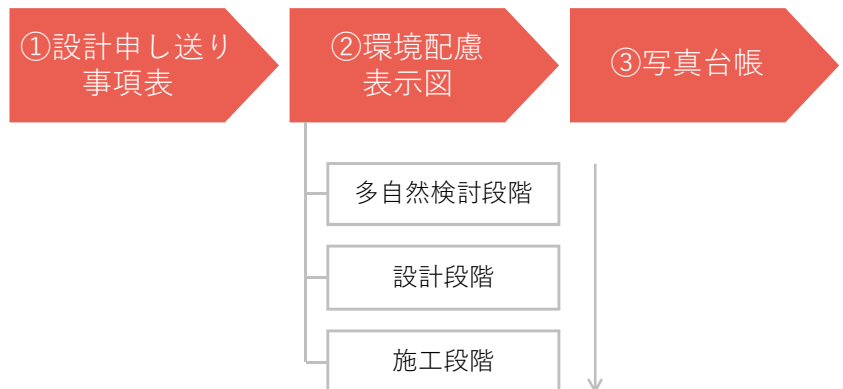 ①設計申し送り
事項表
②環境配慮
表示図
③写真台帳
多自然検討段階
設計段階
施工段階